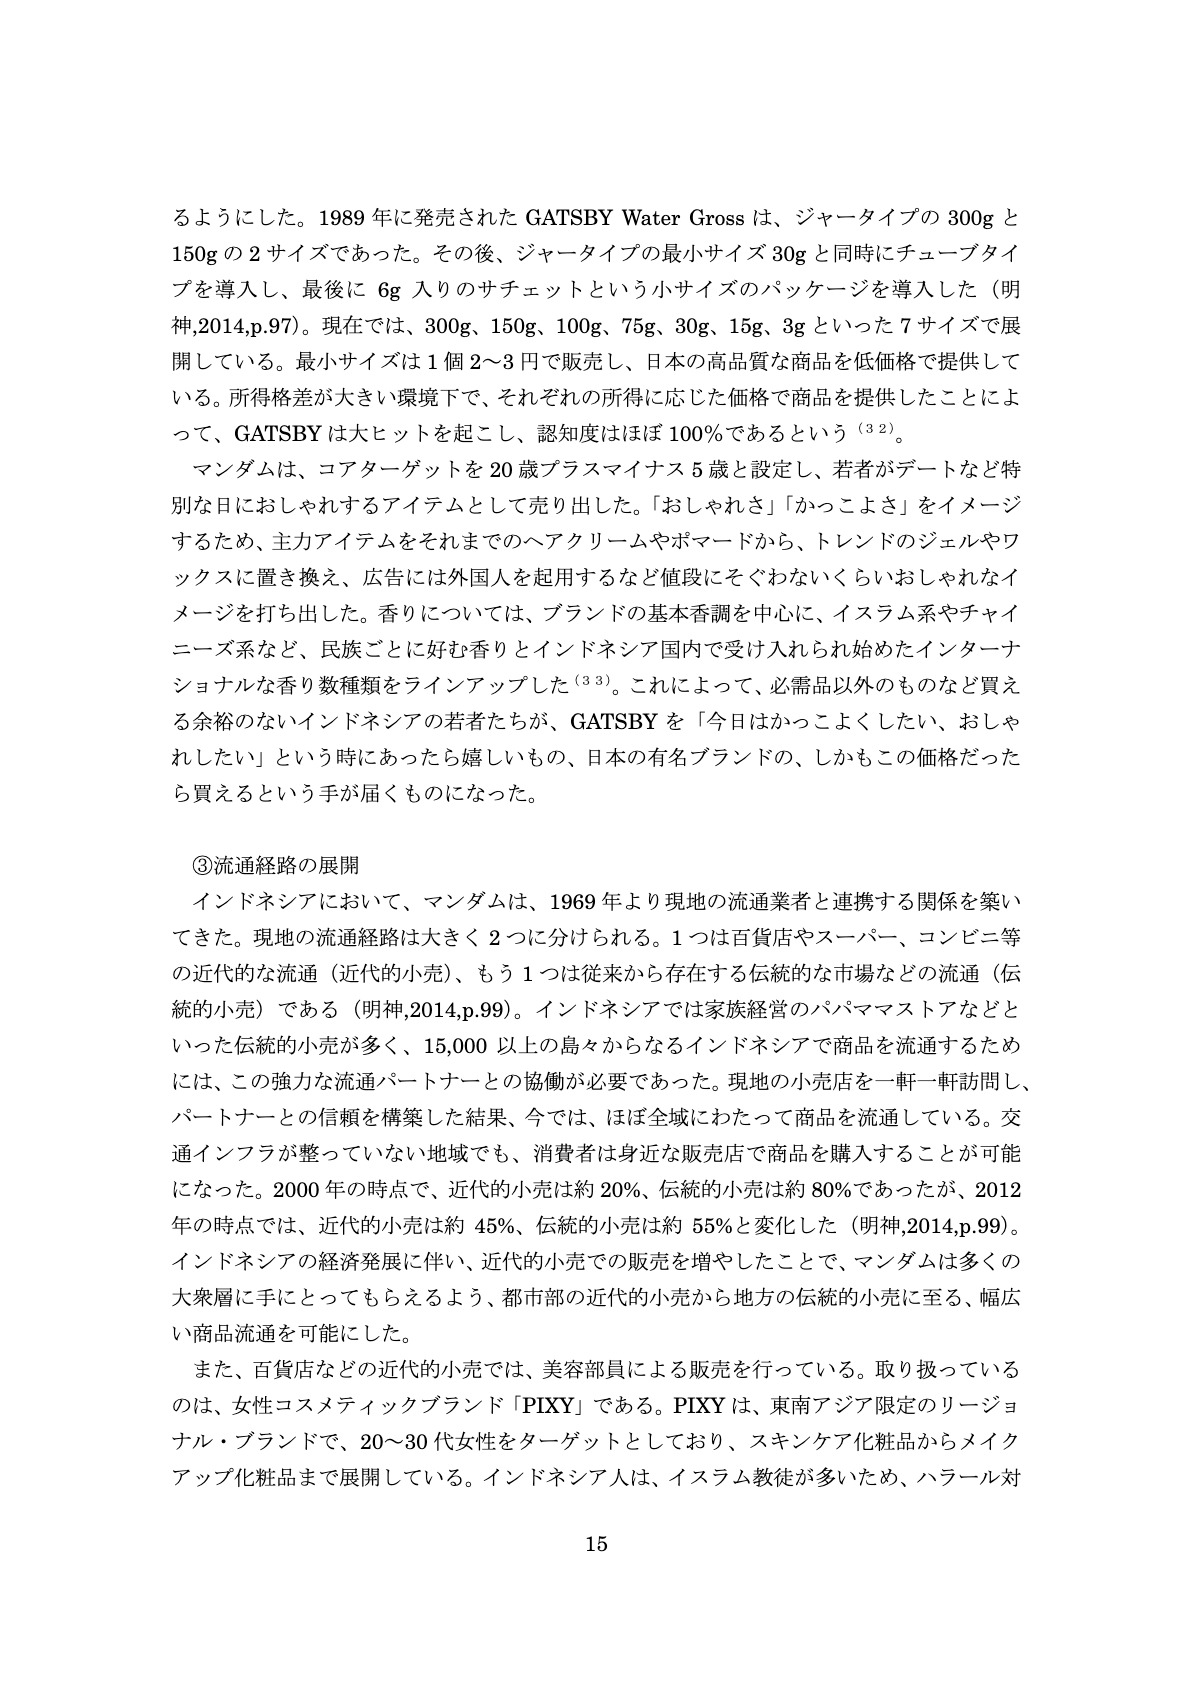 るようにした。1989 年に発売された GATSBY Water Gross は、ジャータイプの 300g と
150g の 2 サイズであった。その後、ジャータイプの最小サイズ 30g と同時にチューブタイ
プを導入し、最後に 6g 入りのサチェットという小サイズのパッケージを導入した（明
神,2014,p.97）。現在では、300g、150g、100g、75g、30g、15g、3g といった 7 サイズで展
開している。最小サイズは 1 個 2～3 円で販売し、日本の高品質な商品を低価格で提供して
いる。所得格差が大きい環境下で、それぞれの所得に応じた価格で商品を提供したことによ
って、GATSBY は大ヒットを起こし、認知度はほぼ 100%であるという（32）。
マンダムは、コアターゲットを 20 歳プラスマイナス 5 歳と設定し、若者がデートなど特
別な日におしゃれするアイテムとして売り出した。「おしゃれさ」「かっこよさ」をイメージ
するため、主力アイテムをそれまでのヘアクリームやポマードから、トレンドのジェルやワ
ックスに置き換え、広告には外国人を起用するなど値段にそぐわないくらいおしゃれなイ
メージを打ち出した。香りについては、ブランドの基本香調を中心に、イスラム系やチャイ
ニーズ系など、民族ごとに好む香りとインドネシア国内で受け入れられ始めたインターナ
ショナルな香り数種類をラインアップした（33）。これによって、必需品以外のものなど買え
る余裕のないインドネシアの若者たちが、GATSBY を「今日はかっこよくしたい、おしゃ
れしたい」という時にあったら嬉しいもの、日本の有名ブランドの、しかもこの価格だった
ら買えるという手が届くものになった。
③流通経路の展開
インドネシアにおいて、マンダムは、1969 年より現地の流通業者と連携する関係を築い
てきた。現地の流通経路は大きく 2 つに分けられる。1 つは百貨店やスーパー、コンビニ等
の近代的な流通（近代的小売）、もう 1 つは従来から存在する伝統的な市場などの流通（伝
統的小売）である（明神,2014,p.99）。インドネシアでは家族経営のパパママストアなどと
いった伝統的小売が多く、15,000 以上の島々からなるインドネシアで商品を流通するため
には、この強力な流通パートナーとの協働が必要であった。現地の小売店を一軒一軒訪問し、
パートナーとの信頼を構築した結果、今では、ほぼ全域にわたって商品を流通している。交
通インフラが整っていない地域でも、消費者は身近な販売店で商品を購入することが可能
になった。2000 年の時点で、近代的小売は約 20%、伝統的小売は約 80%であったが、2012
年の時点では、近代的小売は約 45%、伝統的小売は約 55%と変化した（明神,2014,p.99）。
インドネシアの経済発展に伴い、近代的小売での販売を増やしたことで、マンダムは多くの
大衆層に手にとってもらえるよう、都市部の近代的小売から地方の伝統的小売に至る、幅広
い商品流通を可能にした。
また、百貨店などの近代的小売では、美容部員による販売を行っている。取り扱っている
のは、女性コスメティックブランド「PIXY」である。PIXY は、東南アジア限定のリージョ
ナル・ブランドで、20～30 代女性をターゲットとしており、スキンケア化粧品からメイク
アップ化粧品まで展開している。インドネシア人は、イスラム教徒が多いため、ハラール対
15